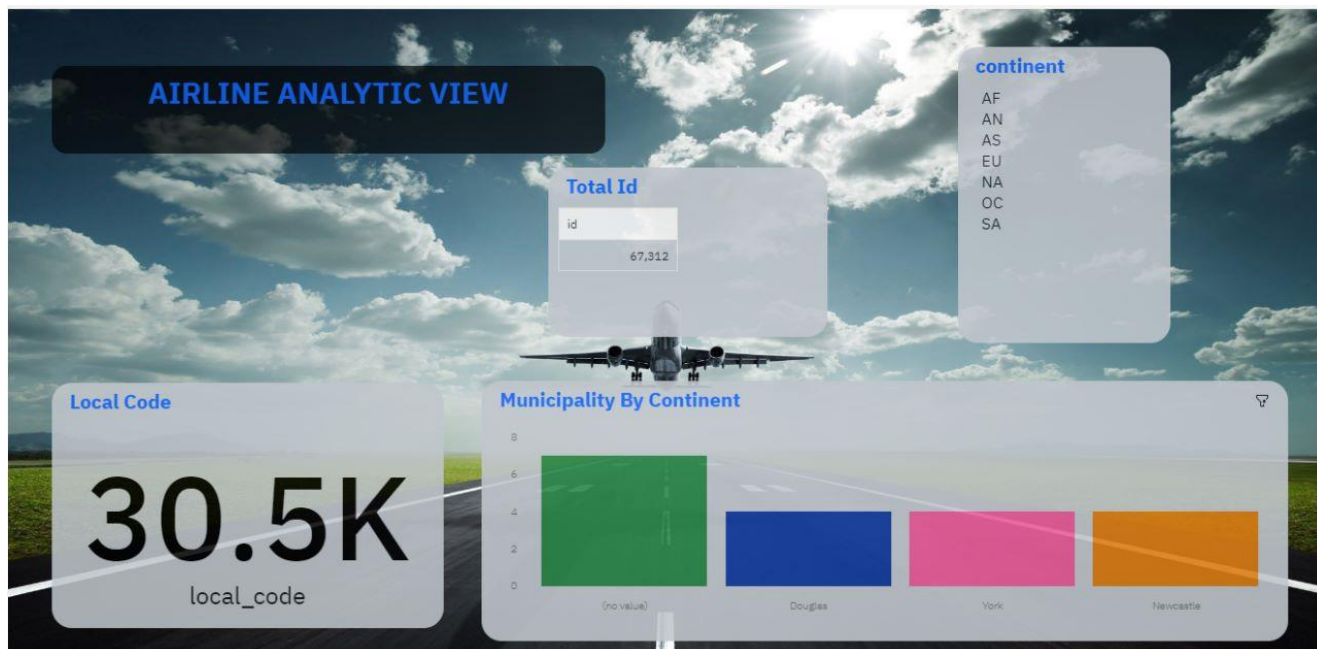 AIRLINE ANALYTIC VIEW
continent
AF
AN
AS
EU
NA
OC
SA
Total Id
id
67,312
Local Code
30.5K
local_code
Municipality By Continent
8
6
4
2
0
(no value)
Douglas
York
Newcastle